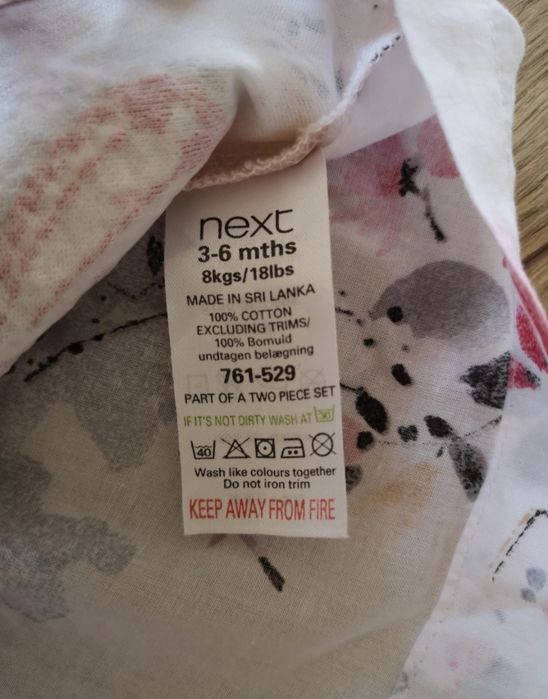 next
3-6 mths
8kgs/18lbs
MADE IN SRI LANKA
100% COTTON
EXCLUDING TRIMS/
100% Bomuld
undtagen belægning
761-529
PART OF A TWO PIECE SET
IF IT'S NOT DIRTY WASH AT 30
40
Wash like colours together
Do not iron trim
KEEP AWAY FROM FIRE